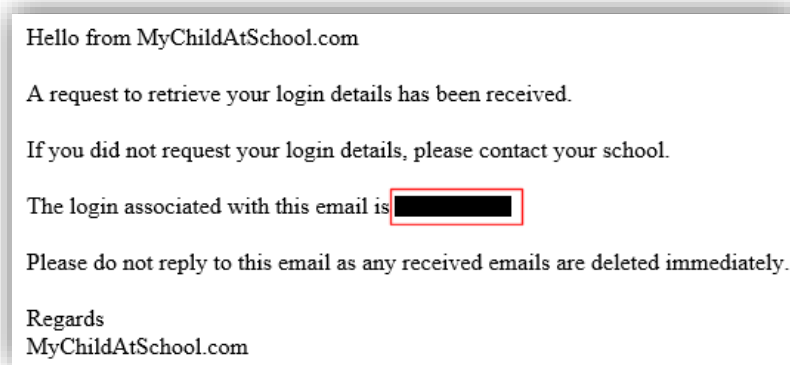 Hello from MyChildAtSchool.com
A request to retrieve your login details has been received.
If you did not request your login details, please contact your school.
The login associated with this email is
Please do not reply to this email as any received emails are deleted immediately.
Regards
MyChildAtSchool.com